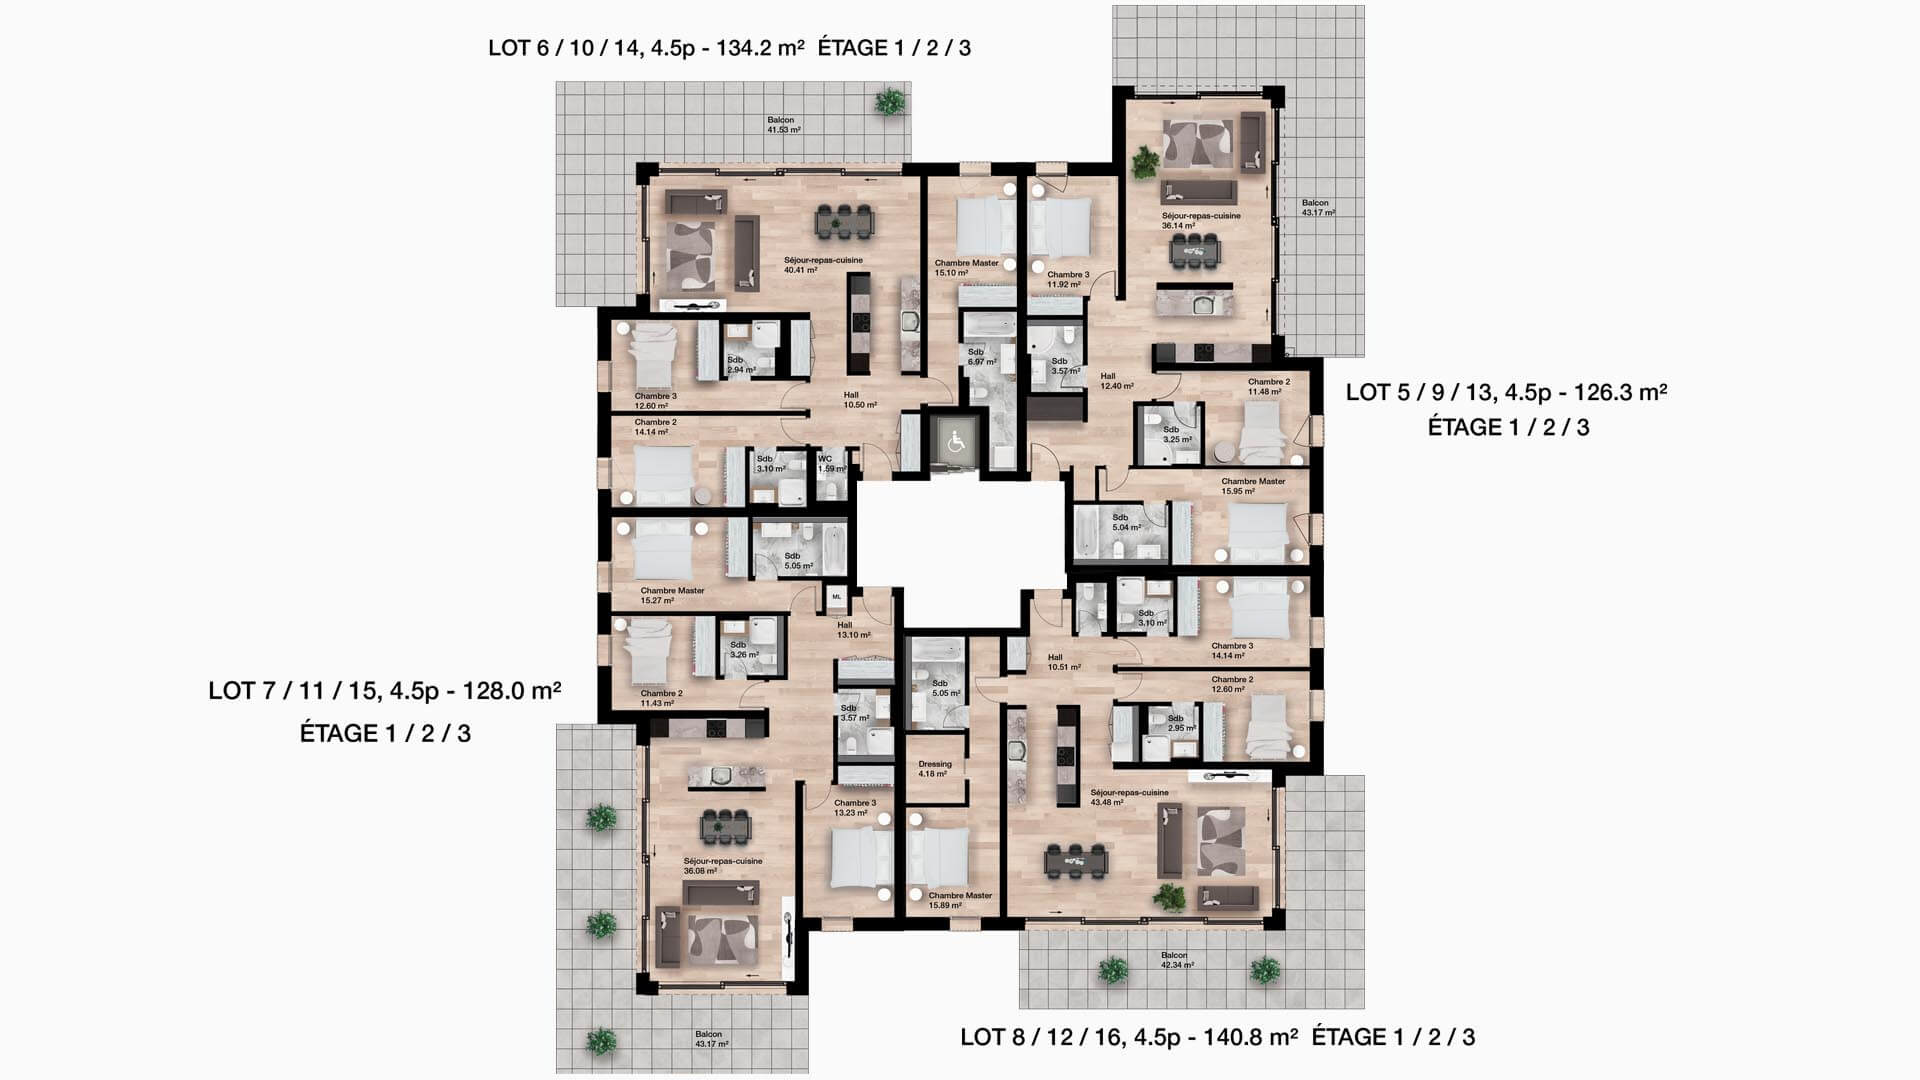 LOT 6 / 10 / 14, 4.5p - 134.2 m² ÉTAGE 1 / 2 / 3
Balcon
41.53 m²
Séjour-repas-cuisine
40.41 m²
Chambre Master
15.10 m²
Sdb
6.97 m²
Sdb
2.94 m²
Chambre 3
12.60 m²
Hall
10.50 m²
Chambre 2
14.14 m²
Sdb
3.10 m²
WC
1.59 m²
Séjour-repas-cuisine
36.14 m²
Balcon
43.17 m²
Chambre 3
11.92 m²
Sdb
3.57 m²
Hall
12.40 m²
Chambre 2
11.48 m²
Sdb
3.25 m²
Chambre Master
15.95 m²
Sdb
5.04 m²
LOT 5 / 9 / 13, 4.5p - 126.3 m²
ÉTAGE 1 / 2 / 3
Sdb
5.05 m²
Chambre Master
15.27 m²
ML
Hall
13.10 m²
Sdb
3.26 m²
Chambre 2
11.43 m²
Sdb
3.57 m²
LOT 7 / 11 / 15, 4.5p - 128.0 m²
ÉTAGE 1 / 2 / 3
Chambre 3
13.23 m²
Séjour-repas-cuisine
36.08 m²
Balcon
43.17 m²
Sdb
3.10 m²
Chambre 3
14.14 m²
Hall
10.51 m²
Sdb
5.05 m²
Chambre 2
12.60 m²
Sdb
2.95 m²
Dressing
4.18 m²
Séjour-repas-cuisine
43.48 m²
Chambre Master
15.89 m²
Balcon
42.34 m²
LOT 8 / 12 / 16, 4.5p - 140.8 m² ÉTAGE 1 / 2 / 3